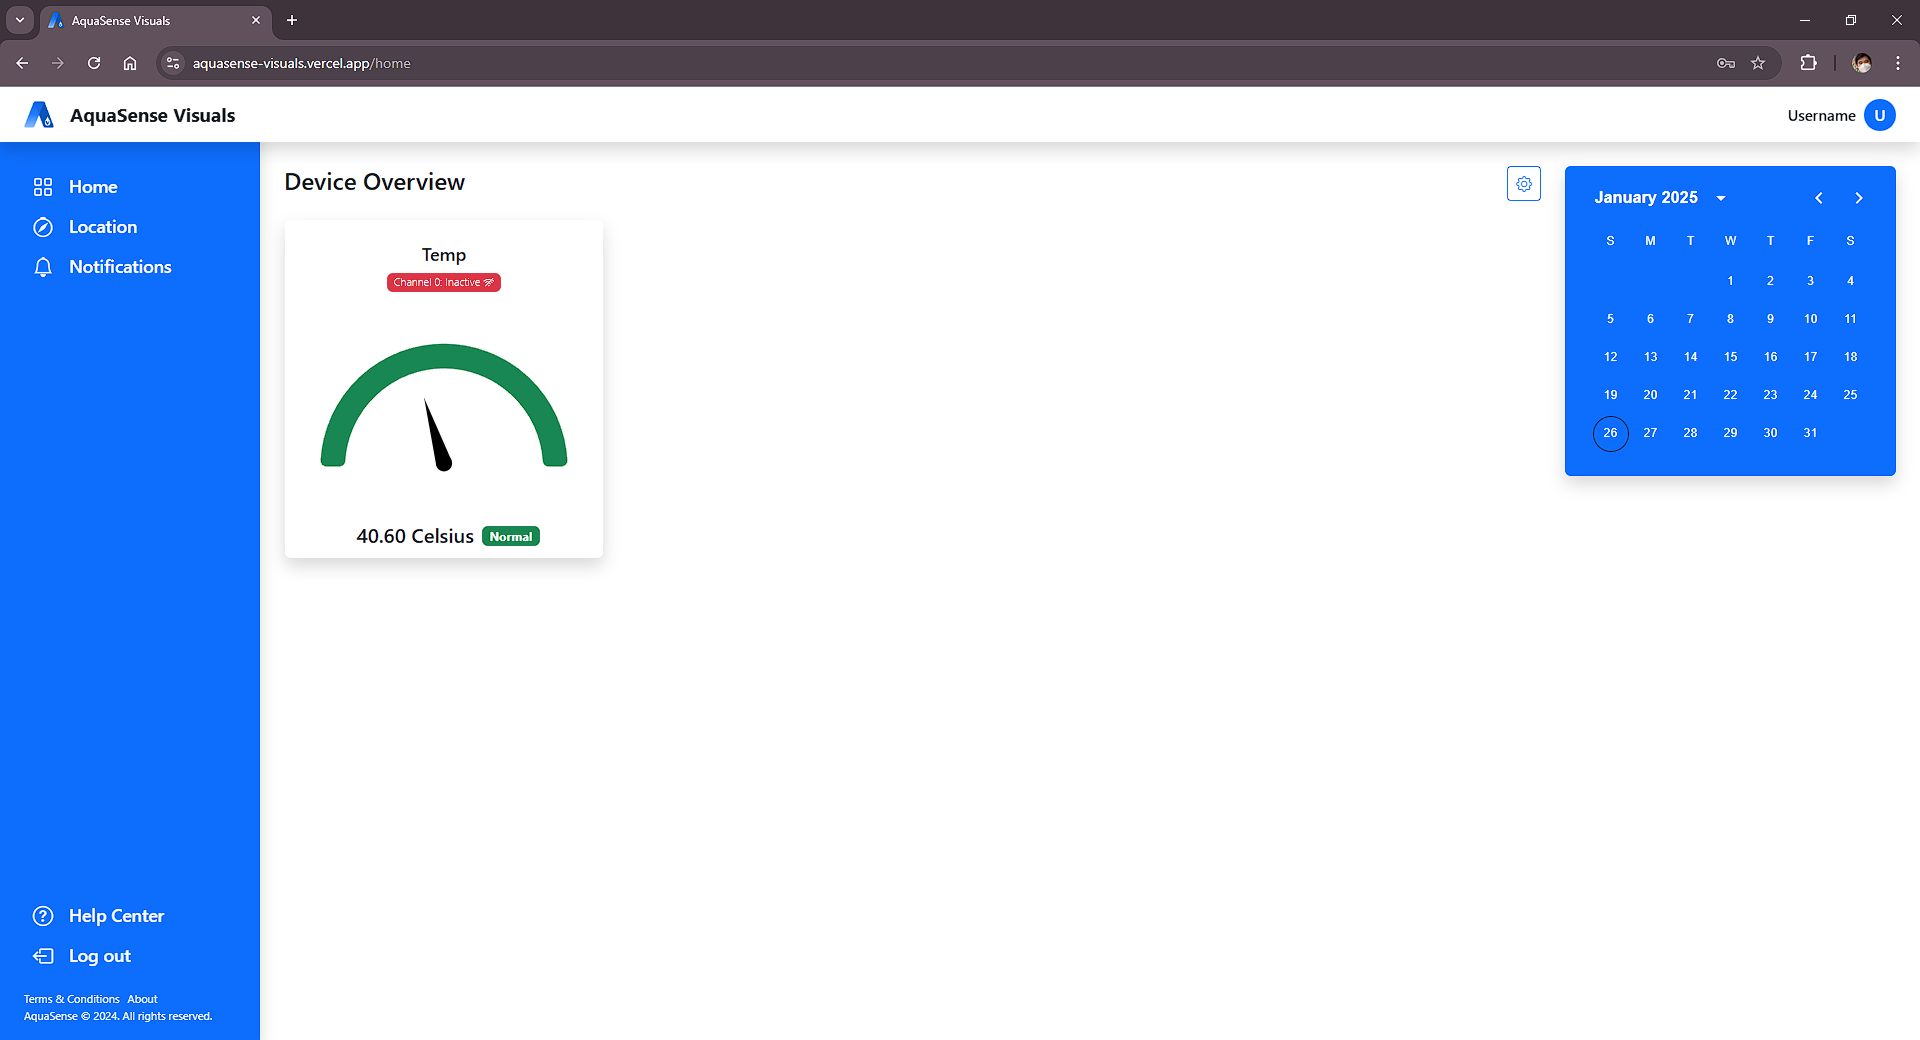 AquaSense Visuals
aquasense-visuals.vercel.app/home
AquaSense Visuals
Username U
Home
Location
Notifications
Help Center
Log out
Terms & Conditions About
AquaSense © 2024. All rights reserved.
Device Overview
Temp
Channel 0: Inactive
40.60 Celsius Normal
January 2025
S M T W T F S
1 2 3 4
5 6 7 8 9 10 11
12 13 14 15 16 17 18
19 20 21 22 23 24 25
26 27 28 29 30 31